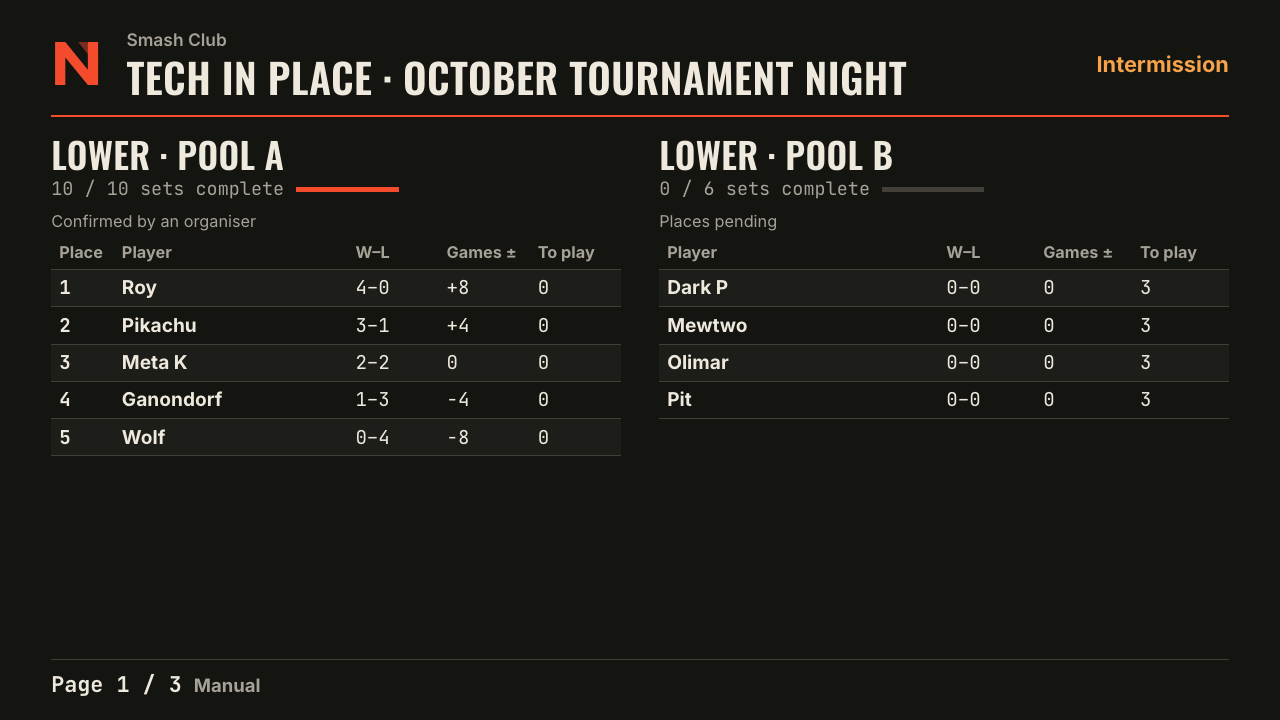 Smash Club
TECH IN PLACE · OCTOBER TOURNAMENT NIGHT
Intermission
LOWER · POOL A
10 / 10 sets complete
Confirmed by an organiser
Place Player W–L Games ± To play
1 Roy 4–0 +8 0
2 Pikachu 3–1 +4 0
3 Meta K 2–2 0 0
4 Ganondorf 1–3 -4 0
5 Wolf 0–4 -8 0
LOWER · POOL B
0 / 6 sets complete
Places pending
Player W–L Games ± To play
Dark P 0–0 0 3
Mewtwo 0–0 0 3
Olimar 0–0 0 3
Pit 0–0 0 3
Page 1 / 3 Manual